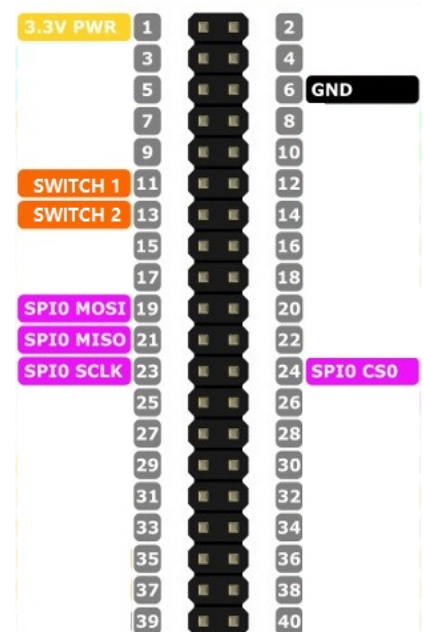 3.3V PWR 1 2
3 4
5 6 GND
7 8
9 10
SWITCH 1 11 12
SWITCH 2 13 14
15 16
17 18
SPI0 MOSI 19 20
SPI0 MISO 21 22
SPI0 SCLK 23 24 SPI0 CS0
25 26
27 28
29 30
31 32
33 34
35 36
37 38
39 40